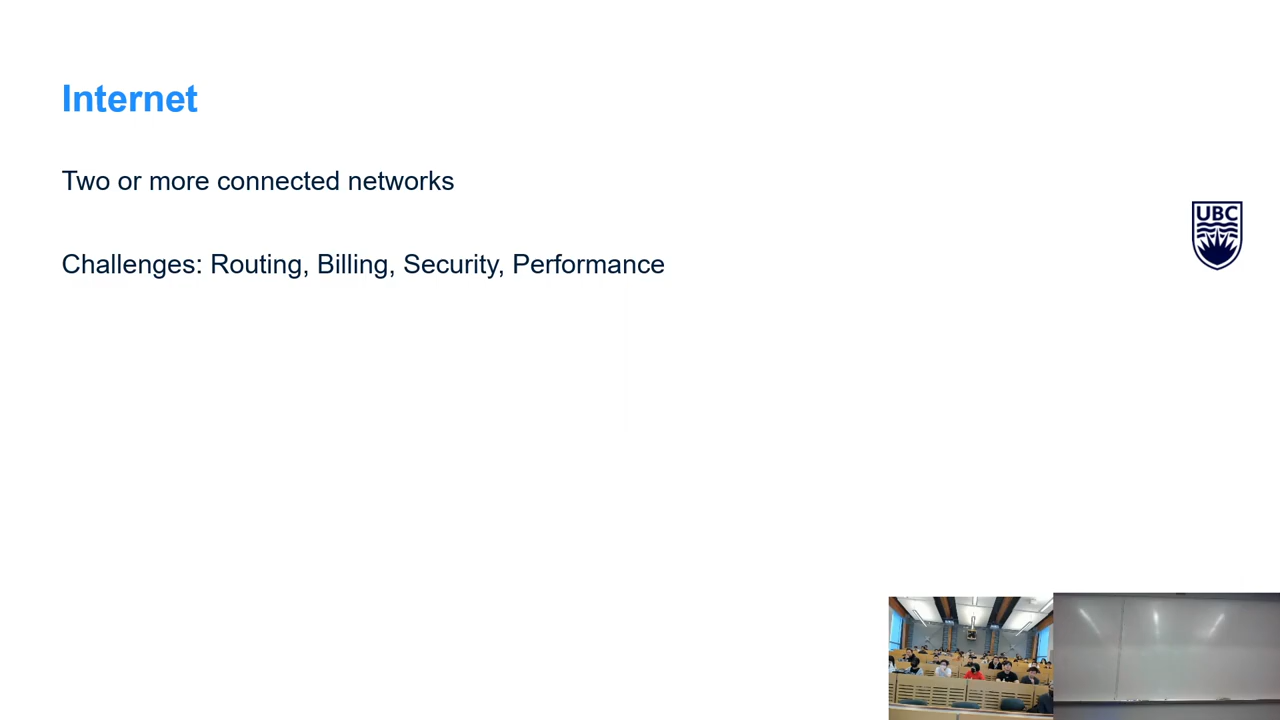 Internet
Two or more connected networks
UBC
Challenges: Routing, Billing, Security, Performance